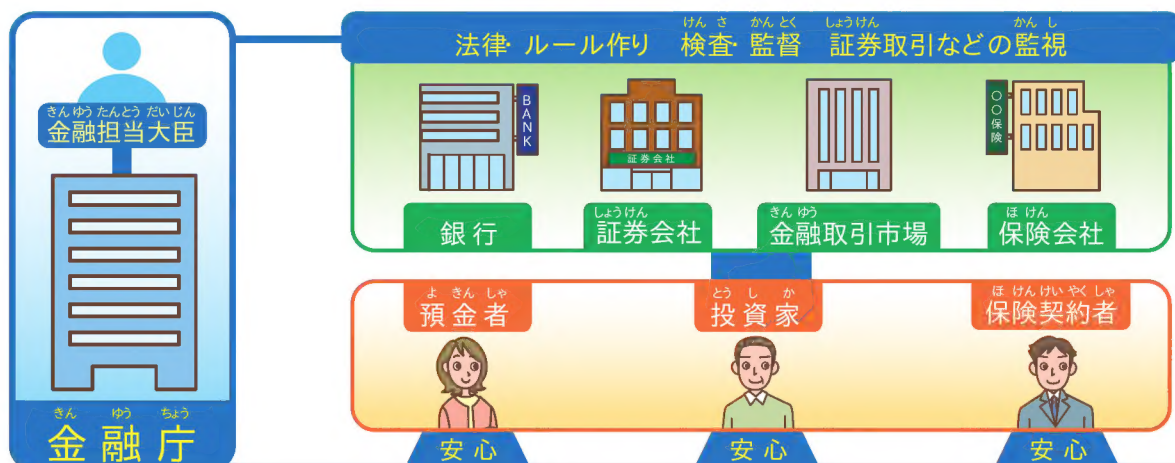 きんゆうたんとうだいじん
金融担当大臣
きんゆうちょう
金融庁
けんさ かんとく しょうけん かんし
法律・ルール作り 検査・監督 証券取引などの監視
BANK
証券会社
〇〇保険
銀行
しょうけん
証券会社
きんゆう
金融取引市場
ほけん
保険会社
よきんしゃ
預金者
とうしか
投資家
ほけんけいやくしゃ
保険契約者
安心
安心
安心